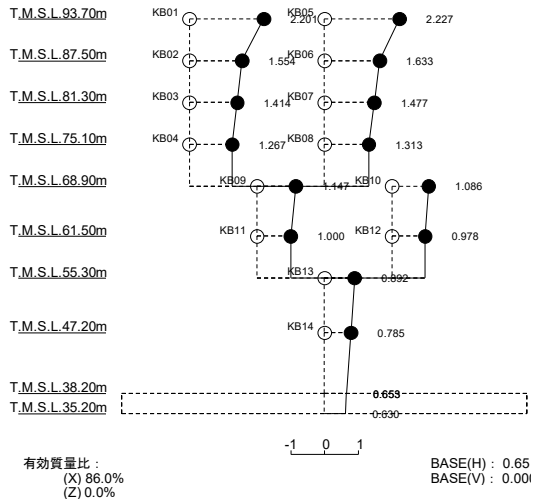 T.M.S.L.93.70m KB01 2.201 KB05 2.227
T.M.S.L.87.50m KB02 1.554 KB06 1.633
T.M.S.L.81.30m KB03 1.414 KB07 1.477
T.M.S.L.75.10m KB04 1.267 KB08 1.313
T.M.S.L.68.90m KB09 1.147 KB10 1.086
T.M.S.L.61.50m KB11 1.000 KB12 0.978
T.M.S.L.55.30m KB13 0.892
T.M.S.L.47.20m KB14 0.785
T.M.S.L.38.20m 0.653
T.M.S.L.35.20m 0.630
-1 0 1
有効質量比 :
(X) 86.0%
(Z) 0.0%
BASE(H) : 0.65
BASE(V) : 0.00